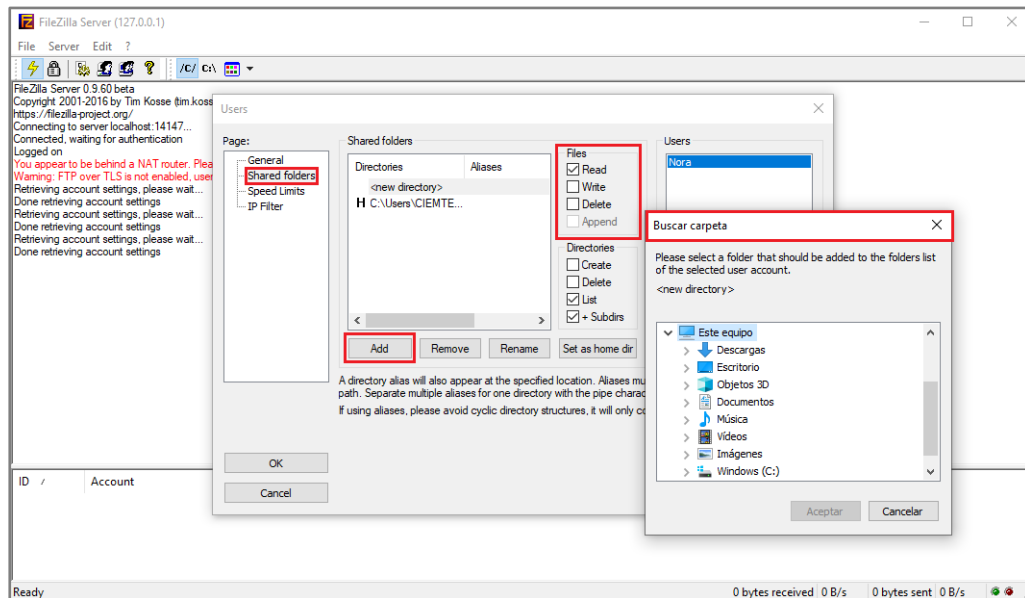 FileZilla Server (127.0.0.1)
File Server Edit ?
/C/ C:\
FileZilla Server 0.9.60 beta
Copyright 2001-2016 by Tim Kosse (tim.koss
https://filezilla-project.org/
Connecting to server localhost:14147...
Connected, waiting for authentication
Logged on
You appear to be behind a NAT router. Plea
Warning: FTP over TLS is not enabled, user
Retrieving account settings, please wait...
Done retrieving account settings
Retrieving account settings, please wait...
Done retrieving account settings
Retrieving account settings, please wait...
Done retrieving account settings
Users
Page:
General
Shared folders
Speed Limits
IP Filter
OK
Cancel
Shared folders
Directories Aliases
<new directory>
H C:\Users\CIEMTE...
Files
Read
Write
Delete
Append
Directories
Create
Delete
List
+ Subdirs
Add Remove Rename Set as home dir
A directory alias will also appear at the specified location. Aliases mu
path. Separate multiple aliases for one directory with the pipe charac
If using aliases, please avoid cyclic directory structures, it will only co
Users
Nora
Buscar carpeta
Please select a folder that should be added to the folders list
of the selected user account.
<new directory>
Este equipo
Descargas
Escritorio
Objetos 3D
Documentos
Música
Vídeos
Imágenes
Windows (C:)
Aceptar Cancelar
ID / Account
Ready 0 bytes received 0 B/s 0 bytes sent 0 B/s